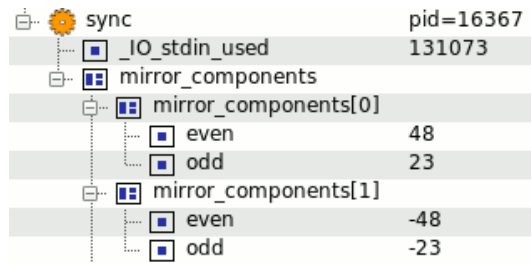 sync pid=16367
_IO_stdin_used 131073
mirror_components
mirror_components[0]
even 48
odd 23
mirror_components[1]
even -48
odd -23